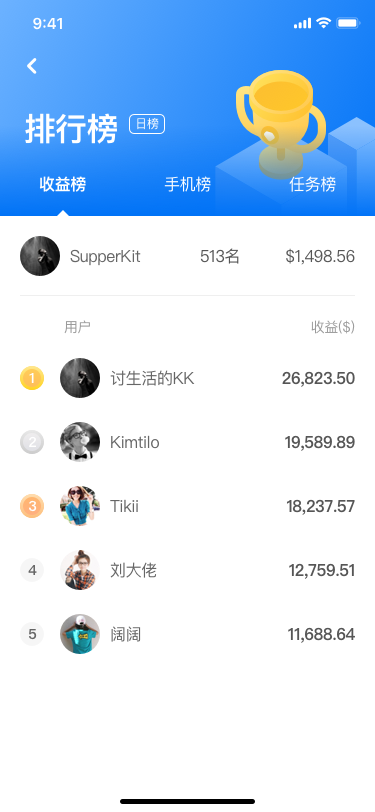 9:41
排行榜 日榜
收益榜 手机榜 任务榜
SupperKit 513名 $1,498.56
用户 收益($)
1 讨生活的KK 26,823.50
2 Kimtilo 19,589.89
3 Tikii 18,237.57
4 刘大佬 12,759.51
5 阔阔 11,688.64